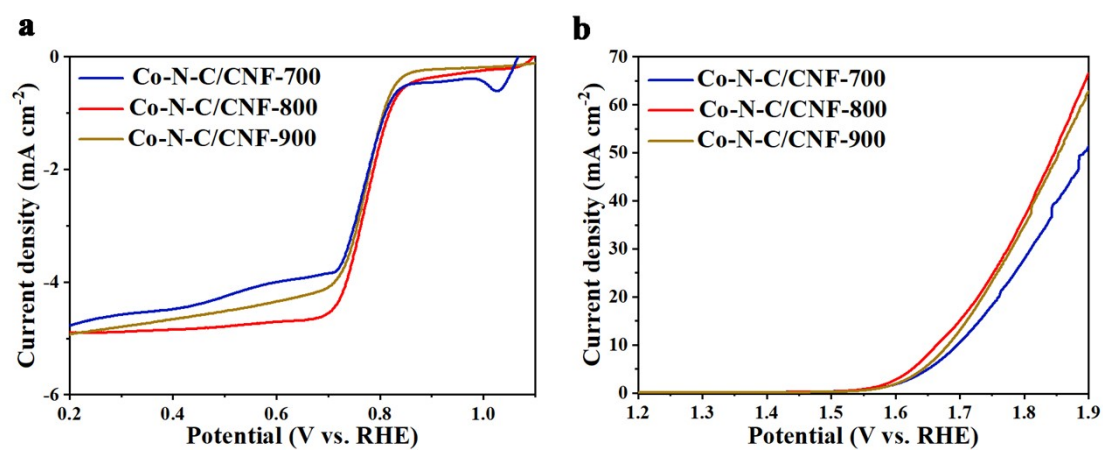 a
0
-2
-4
-6
Current density (mA cm⁻²)
Co-N-C/CNF-700
Co-N-C/CNF-800
Co-N-C/CNF-900
0.2 0.4 0.6 0.8 1.0
Potential (V vs. RHE)
b
70
60
50
40
30
20
10
0
Current density (mA cm⁻²)
Co-N-C/CNF-700
Co-N-C/CNF-800
Co-N-C/CNF-900
1.2 1.3 1.4 1.5 1.6 1.7 1.8 1.9
Potential (V vs. RHE)